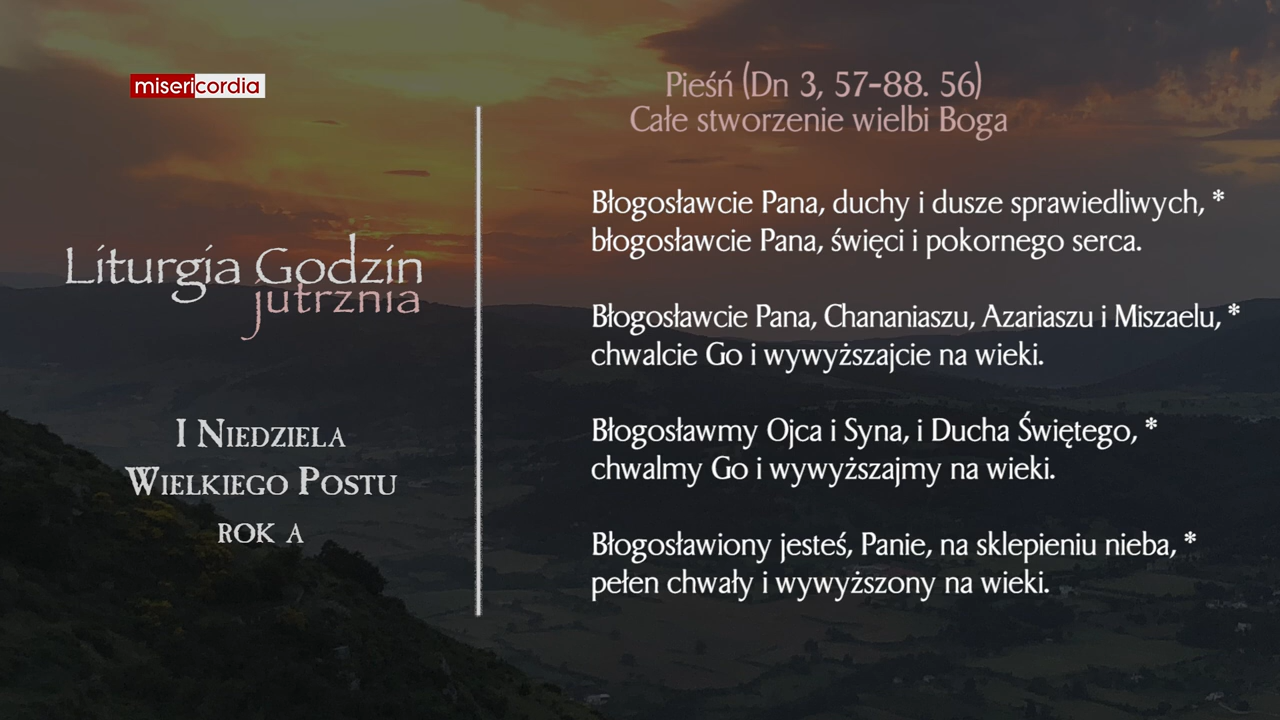 misericordia
Liturgia Godzin
jutrznia
I Niedziela
Wielkiego Postu
rok a
Pieśń (Dn 3, 57-88. 56)
Całe stworzenie wielbi Boga
Błogosławcie Pana, duchy i dusze sprawiedliwych, *
błogosławcie Pana, święci i pokornego serca.
Błogosławcie Pana, Chananiaszu, Azariaszu i Miszaelu, *
chwalcie Go i wywyższajcie na wieki.
Błogosławmy Ojca i Syna, i Ducha Świętego, *
chwalmy Go i wywyższajmy na wieki.
Błogosławiony jesteś, Panie, na sklepieniu nieba, *
pełen chwały i wywyższony na wieki.